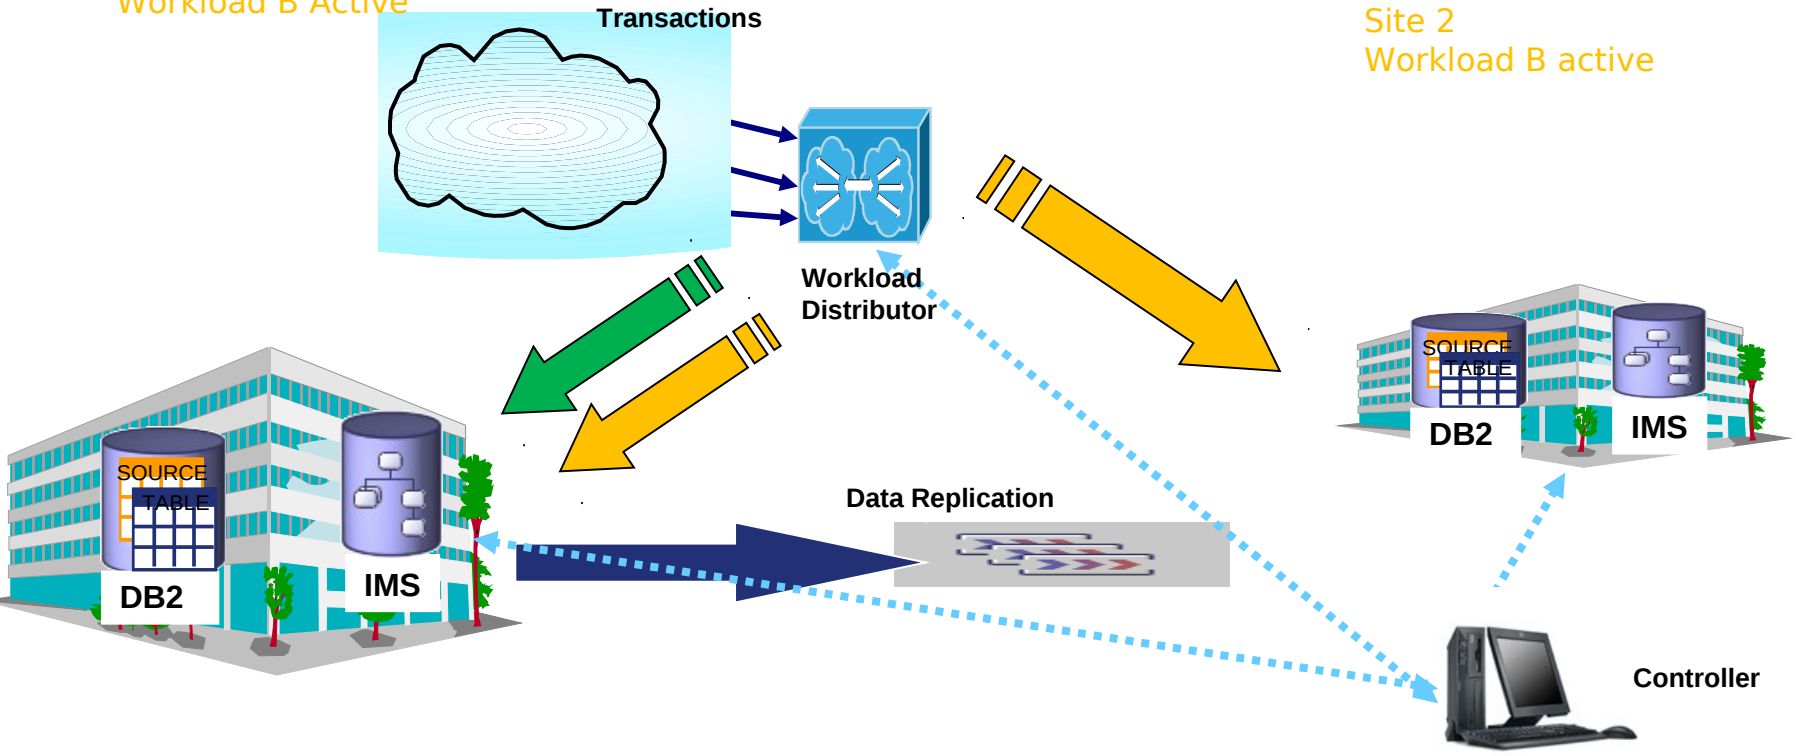 Workload B Active
Transactions
Site 2
Workload B active
Workload
Distributor
SOURCE
TABLE
DB2
IMS
SOURCE
TABLE
DB2
IMS
Data Replication
Controller